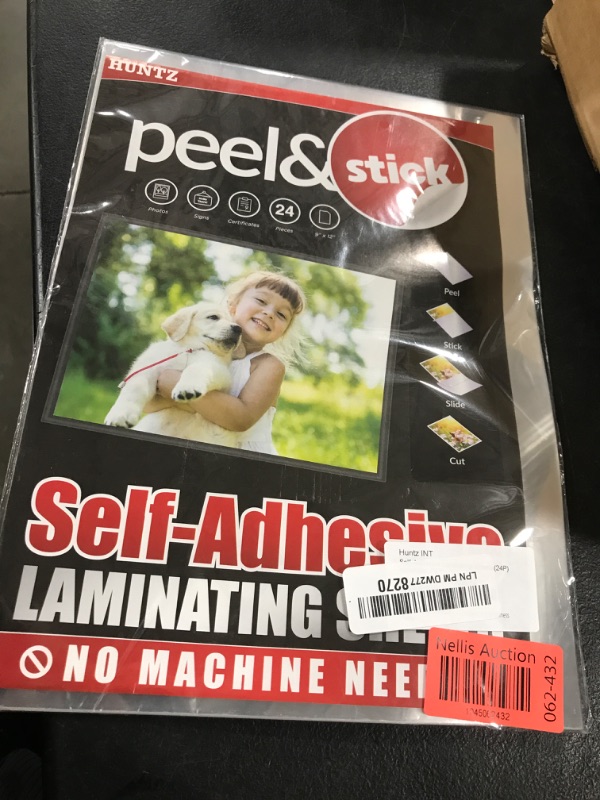 HUNTZ
peel& stick
Photos Signs Certificates 24 Pieces 9" x 12"
Peel
Stick
Slide
Cut
Self-Adhesive
LAMINATING
NO MACHINE
Huntz INT
(24P)
LPN PM DW277 8270
Nellis Auction
062-432